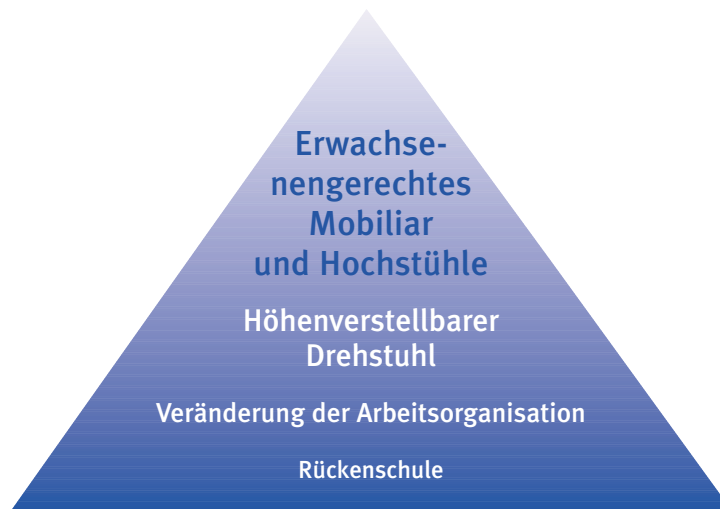 Erwachse-
nengerechtes
Mobiliar
und Hochstühle
Höhenverstellbarer
Drehstuhl
Veränderung der Arbeitsorganisation
Rückenschule